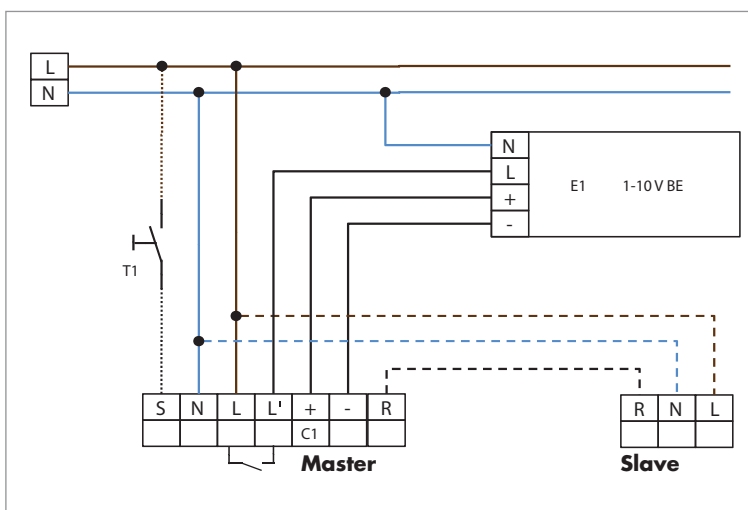 L
N
N
L
+
-
E1 1-10 V BE
T1
S N L L' + - R
C1
R N L
Master
Slave